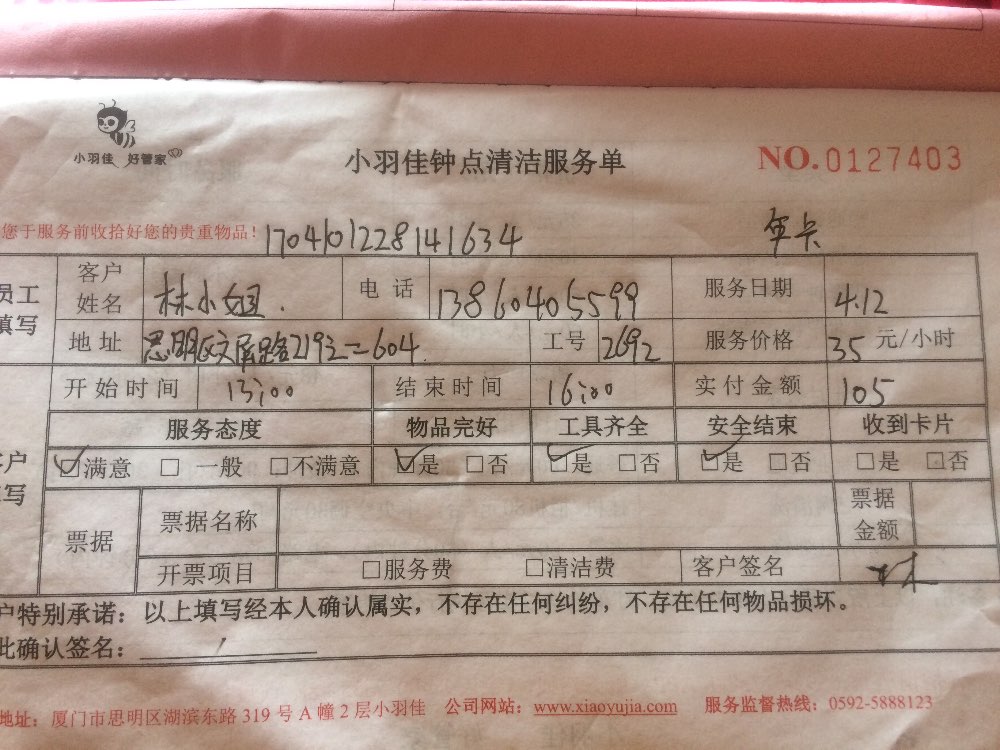 小羽佳 好管家
小羽佳钟点清洁服务单 NO.0127403
您于服务前收拾好您的贵重物品! 170410122814 1634 年卡
员工填写 客户姓名 林小姐. 电话 13860405599 服务日期 4.12
地址 思明区文屏路 工号 2692 服务价格 35 元/小时
开始时间 13:00 结束时间 16:00 实付金额 105
服务态度 物品完好 工具齐全 安全结束 收到卡片
☑满意 □一般 □不满意 ☑是 □否 ☑是 □否 ☑是 □否 □是 □否
户
写
票据 票据名称 票据金额
开票项目 □服务费 □清洁费 客户签名 林
户特别承诺：以上填写经本人确认属实，不存在任何纠纷，不存在任何物品损坏。
此确认签名：
地址：厦门市思明区湖滨东路 319 号 A 幢 2 层小羽佳 公司网站：www.xiaoyujia.com 服务监督热线：0592-5888123